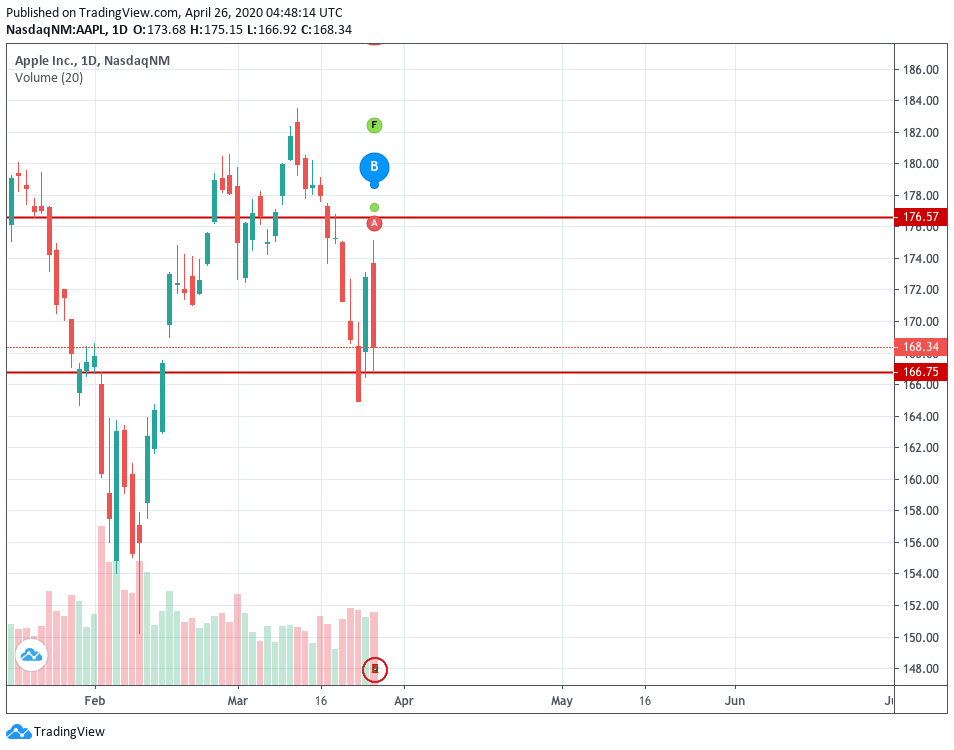 Published on TradingView.com, April 26, 2020 04:48:14 UTC
NasdaqNM:AAPL, 1D O:173.68 H:175.15 L:166.92 C:168.34
Apple Inc., 1D, NasdaqNM
Volume (20)
186.00
184.00
F
182.00
B
180.00
178.00
A
176.57
176.00
174.00
172.00
170.00
168.34
168.00
166.75
166.00
164.00
162.00
160.00
158.00
156.00
154.00
152.00
150.00
148.00
Feb Mar 16 Apr May 16 Jun
TradingView